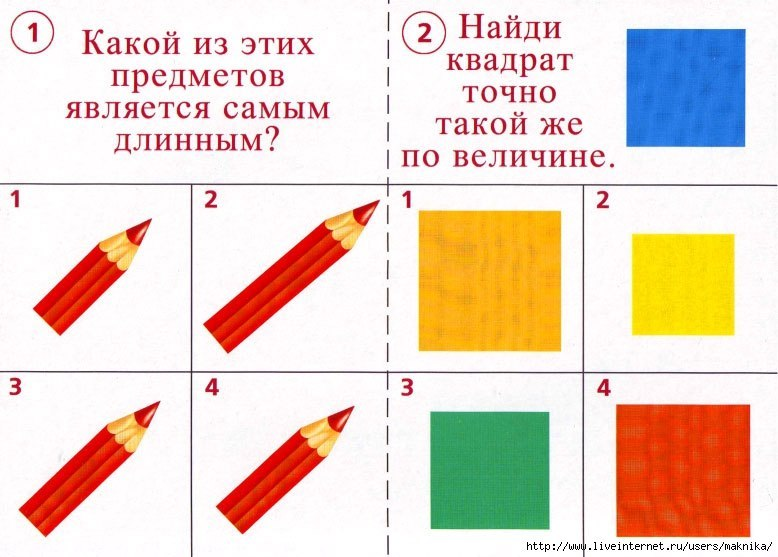 1
Какой из этих
предметов
является самым
длинным?
2
Найди
квадрат
точно
такой же
по величине.
1
2
3
4
1
2
3
4
http://www.liveinternet.ru/users/maknika/